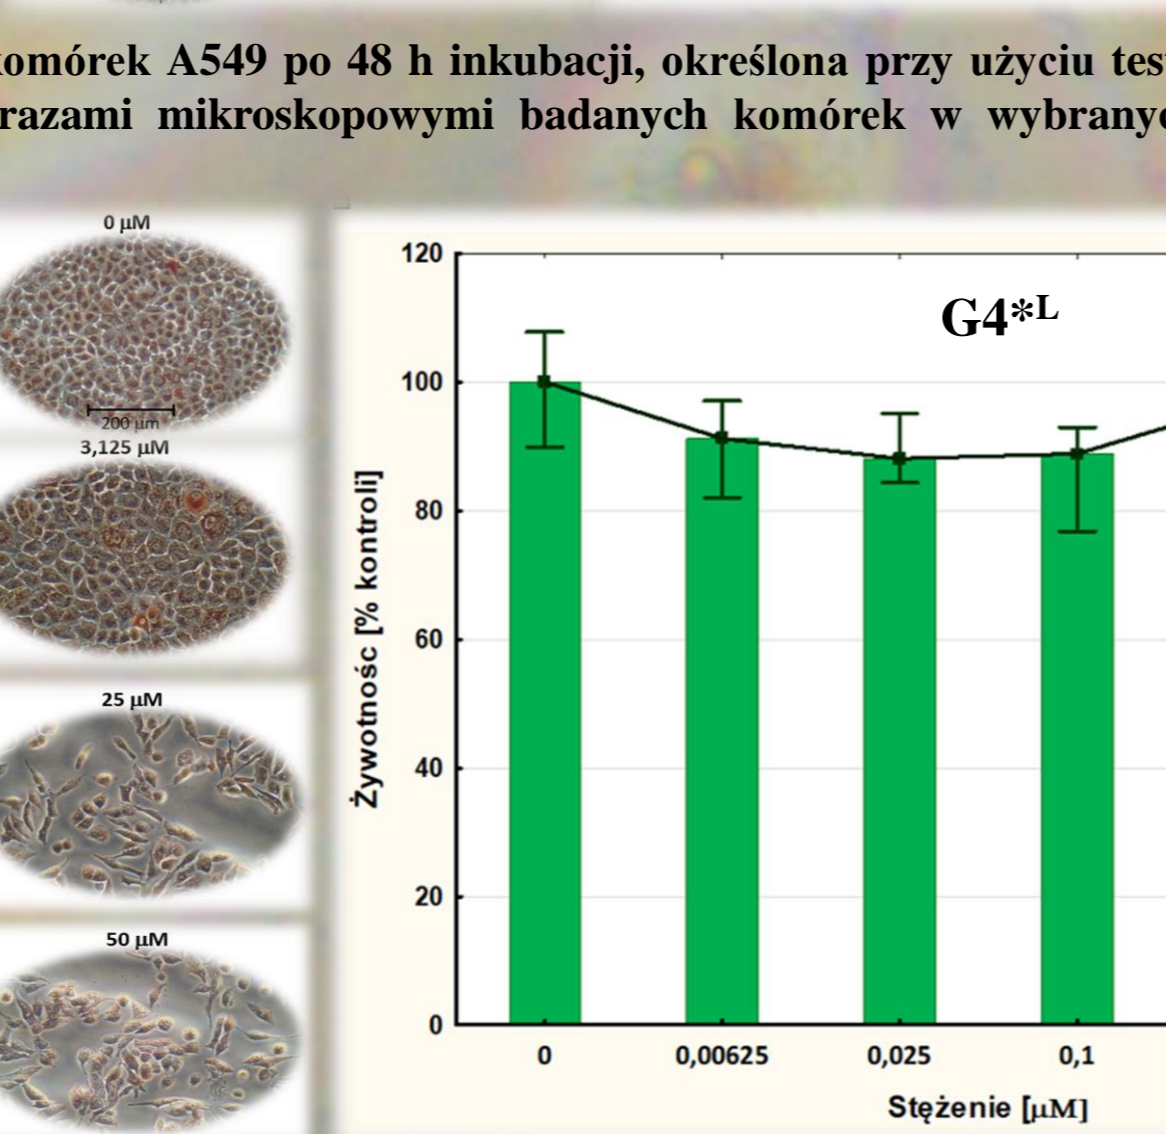 komórek A549 po 48 h inkubacji, określona przy użyciu tes
razami mikroskopowymi badanych komórek w wybranyc
0 µM
200 µm
3,125 µM
25 µM
50 µM
G4*L
120
100
80
60
40
20
0
Żywotnośc [% kontroli]
0 0,00625 0,025 0,1
Stężenie [µM]